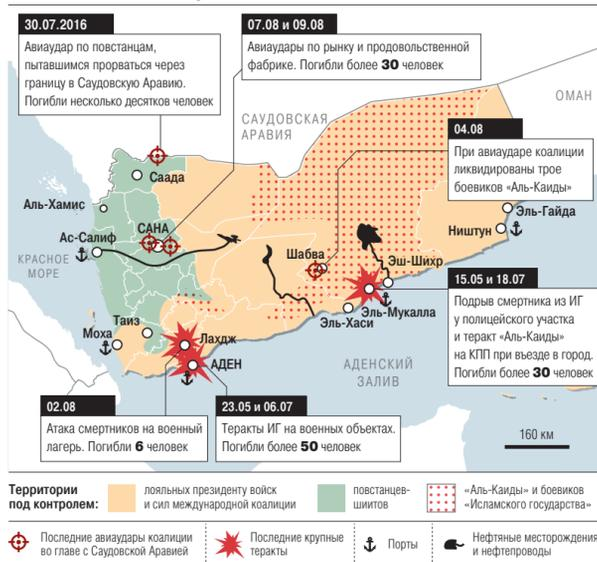 30.07.2016
Авиаудар по повстанцам,
пытавшимся прорваться через
границу в Саудовскую Аравию.
Погибли несколько десятков человек
07.08 и 09.08
Авиаудары по рынку и продовольственной
фабрике. Погибли более 30 человек
ОМАН
САУДОВСКАЯ
АРАВИЯ
04.08
При авиаударе коалиции
ликвидированы трое
боевиков «Аль-Каиды»
Саада
Аль-Хамис
САНА
Ас-Салиф
КРАСНОЕ
МОРЕ
Шабва
Эль-Гайда
Ништун
Эш-Шихр
Эль-Мукалла
Эль-Хаси
15.05 и 18.07
Подрыв смертника из ИГ
у полицейского участка
и теракт «Аль-Каиды»
на КПП при въезде в город.
Погибли более 30 человек
Таиз
Моха
Лахдж
АДЕН
АДЕНСКИЙ
ЗАЛИВ
02.08
Атака смертников на военный
лагерь. Погибли 6 человек
23.05 и 06.07
Теракты ИГ на военных объектах.
Погибли более 50 человек
160 км
Территории
под контролем:
лояльных президенту войск
и сил международной коалиции
повстанцев-
шиитов
«Аль-Каиды» и боевиков
«Исламского государства»
Последние авиаудары коалиции
во главе с Саудовской Аравией
Последние крупные
теракты
Порты
Нефтяные месторождения
и нефтепроводы